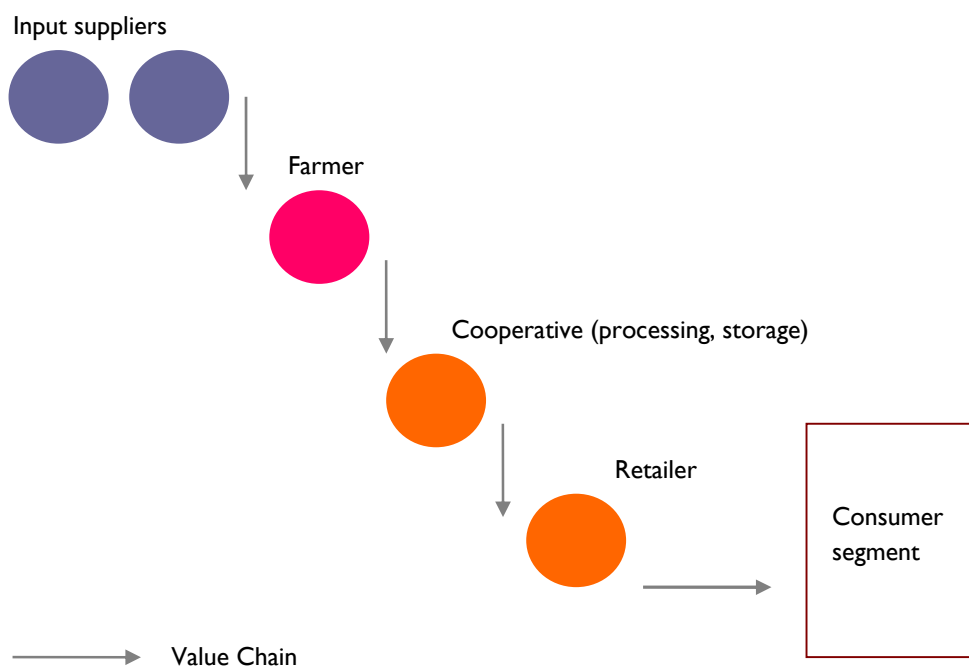 Input suppliers
Farmer
Cooperative (processing, storage)
Retailer
Consumer
segment
Value Chain